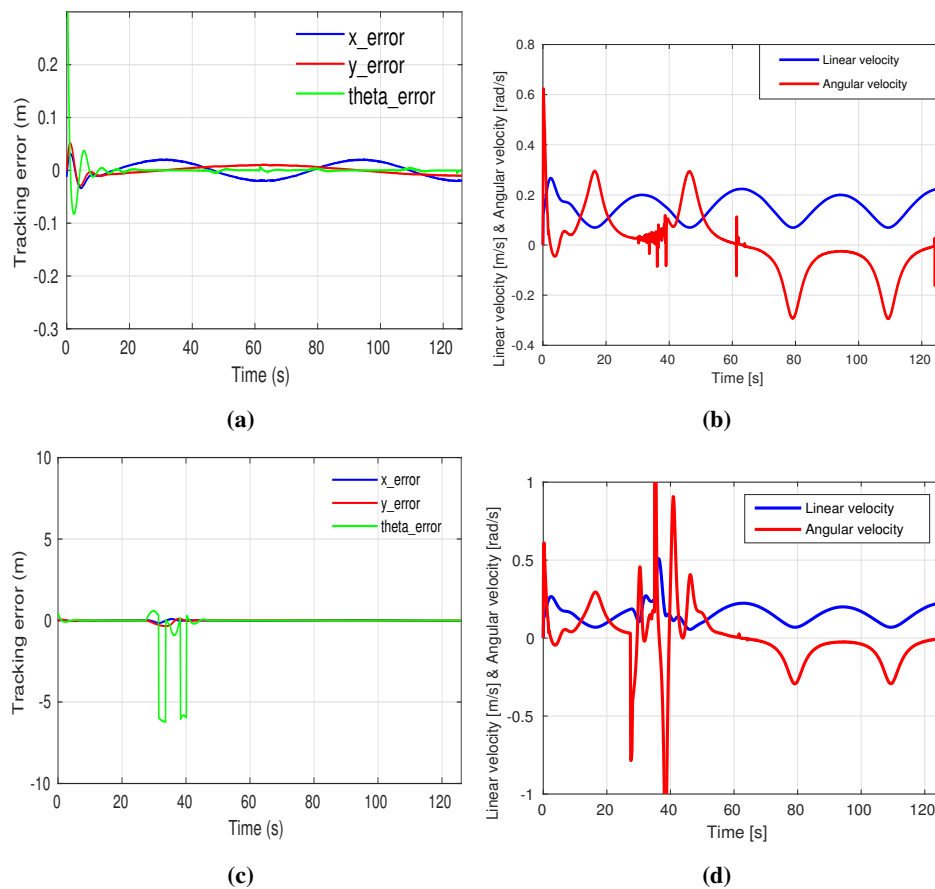 x_error
y_error
theta_error
Tracking error (m)
0.2
0.1
0
-0.1
-0.2
-0.3
0 20 40 60 80 100 120
Time (s)
(a)
Linear velocity
Angular velocity
Linear velocity [m/s] & Angular velocity [rad/s]
0.8
0.6
0.4
0.2
0
-0.2
-0.4
0 20 40 60 80 100 120
Time [s]
(b)
x_error
y_error
theta_error
Tracking error (m)
10
5
0
-5
-10
0 20 40 60 80 100 120
Time (s)
(c)
Linear velocity
Angular velocity
Linear velocity [m/s] & Angular velocity [rad/s]
1
0.5
0
-0.5
-1
0 20 40 60 80 100 120
Time [s]
(d)